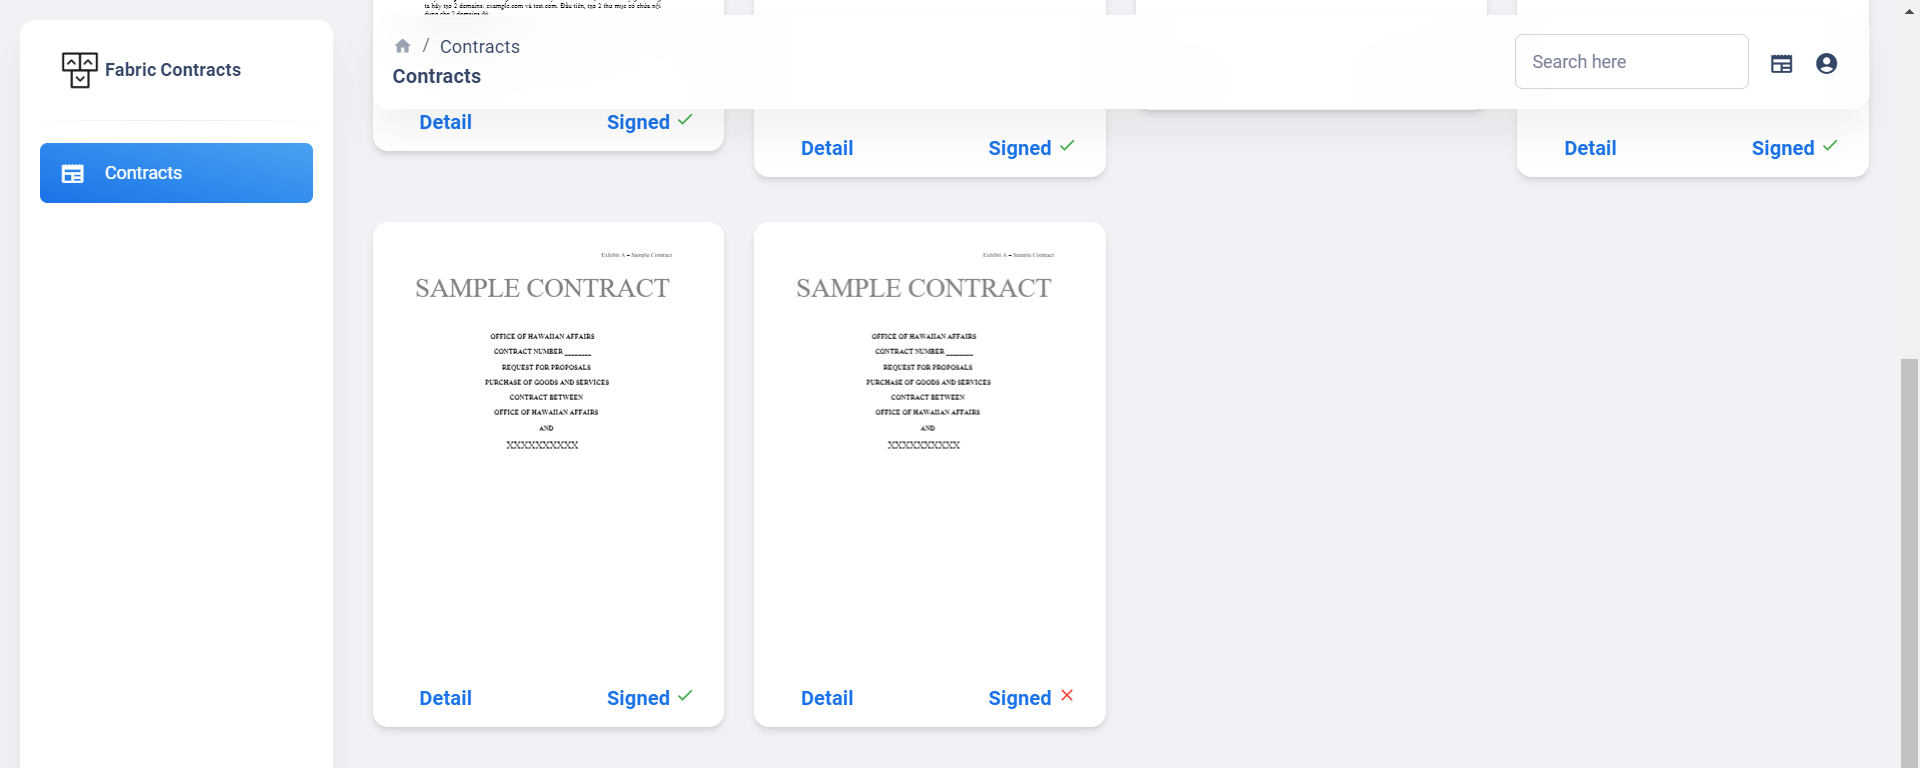 ta hãy tạo 2 domains: example.com và test.com. Đầu tiên, tạo 2 thư mục có chứa nội
dung cho 2 domains đó.
Fabric Contracts
/ Contracts
Contracts
Search here
Contracts
Detail Signed
Detail Signed
Detail Signed
Exhibit A – Sample Contract
SAMPLE CONTRACT
OFFICE OF HAWAIIAN AFFAIRS
CONTRACT NUMBER ________
REQUEST FOR PROPOSALS
PURCHASE OF GOODS AND SERVICES
CONTRACT BETWEEN
OFFICE OF HAWAIIAN AFFAIRS
AND
XXXXXXXXXXX
Detail Signed
Exhibit A – Sample Contract
SAMPLE CONTRACT
OFFICE OF HAWAIIAN AFFAIRS
CONTRACT NUMBER ________
REQUEST FOR PROPOSALS
PURCHASE OF GOODS AND SERVICES
CONTRACT BETWEEN
OFFICE OF HAWAIIAN AFFAIRS
AND
XXXXXXXXXXX
Detail Signed